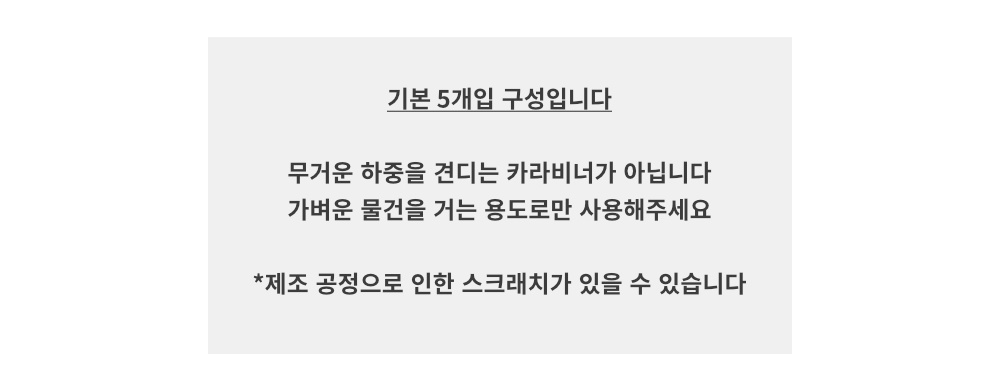 기본 5개입 구성입니다
무거운 하중을 견디는 카라비너가 아닙니다
가벼운 물건을 거는 용도로만 사용해주세요
*제조 공정으로 인한 스크래치가 있을 수 있습니다